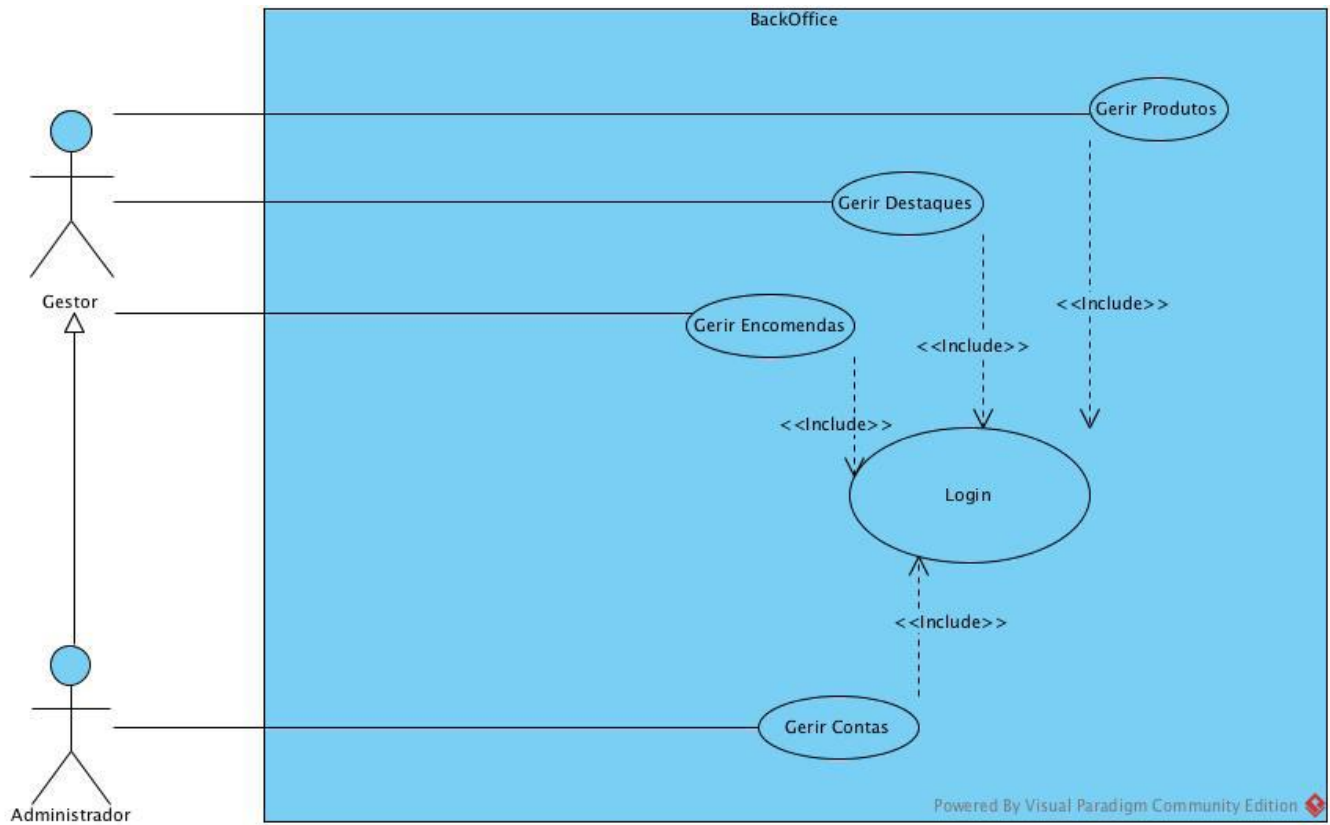 BackOffice
Gerir Produtos
Gerir Destaques
Gestor
<<Include>>
Gerir Encomendas
<<Include>>
<<Include>>
Login
<<Include>>
Gerir Contas
Administrador
Powered By Visual Paradigm Community Edition